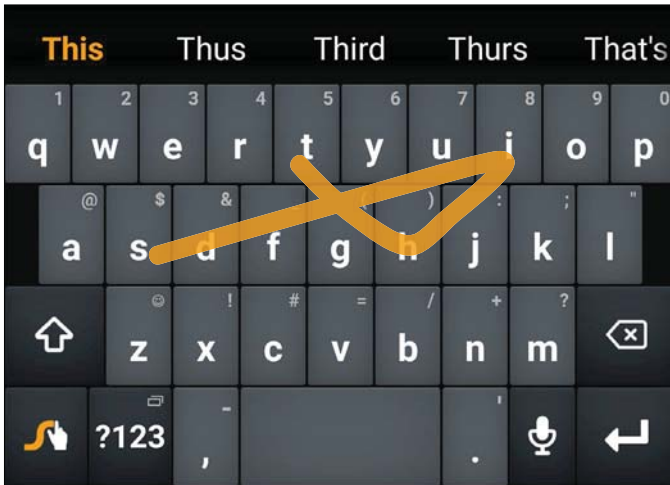 This Thus Third Thurs That's
1 2 3 4 5 6 7 8 9 0
q w e r t y u i o p
@ $ & ( ) : ; "
a s d f g h j k l
! # = / + ?
z x c v b n m
- '
?123 , .